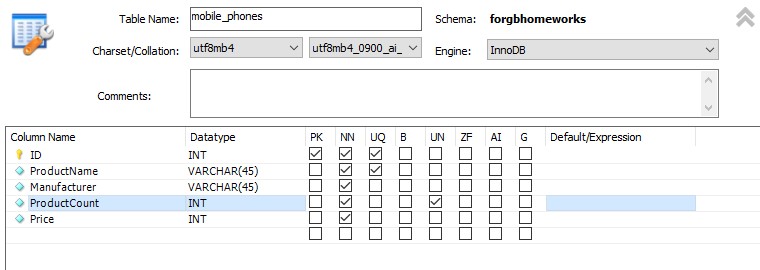 Table Name: mobile_phones Schema: forgbhomeworks
Charset/Collation: utf8mb4 utf8mb4_0900_ai_ Engine: InnoDB
Comments:
Column Name Datatype PK NN UQ B UN ZF AI G Default/Expression
ID INT
ProductName VARCHAR(45)
Manufacturer VARCHAR(45)
ProductCount INT
Price INT